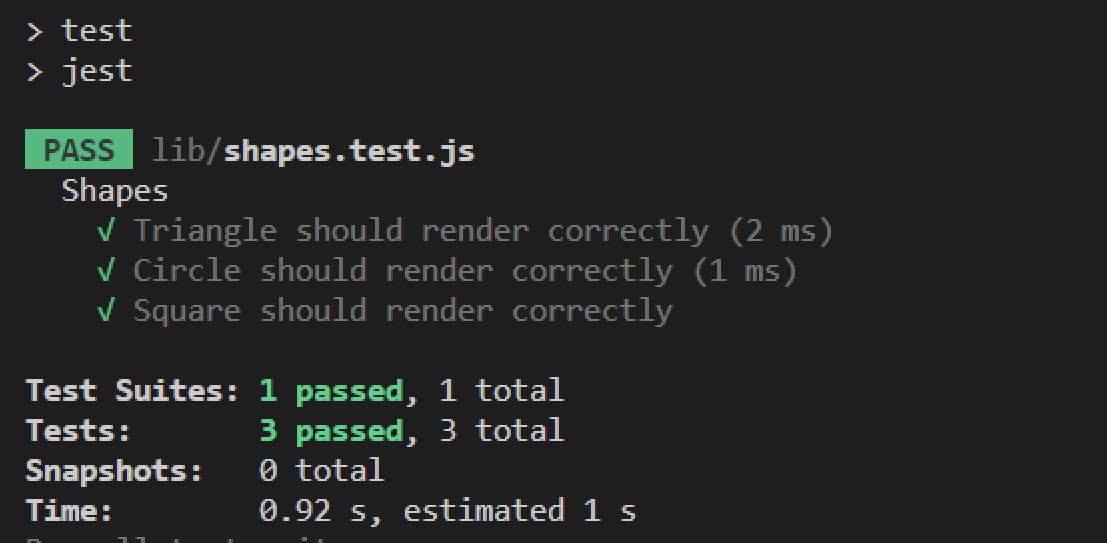 > test
> jest
PASS lib/shapes.test.js
Shapes
√ Triangle should render correctly (2 ms)
√ Circle should render correctly (1 ms)
√ Square should render correctly
Test Suites: 1 passed, 1 total
Tests: 3 passed, 3 total
Snapshots: 0 total
Time: 0.92 s, estimated 1 s